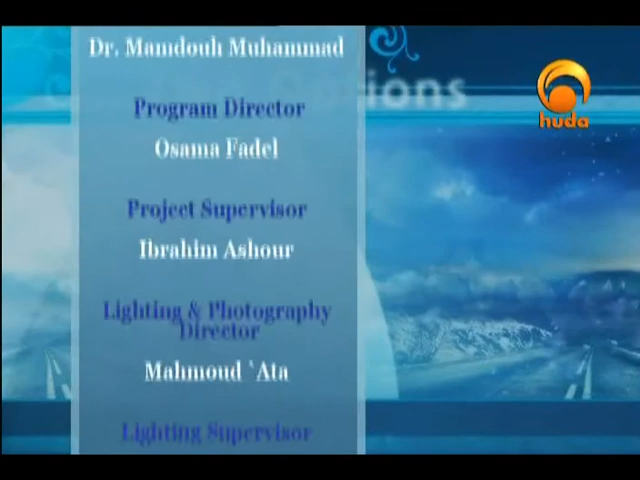 Dr. Mamdouh Muhammad
Program Director
Osama Fadel
Project Supervisor
Ibrahim Ashour
Lighting & Photography
Director
Mahmoud `Ata
Lighting Supervisor
huda